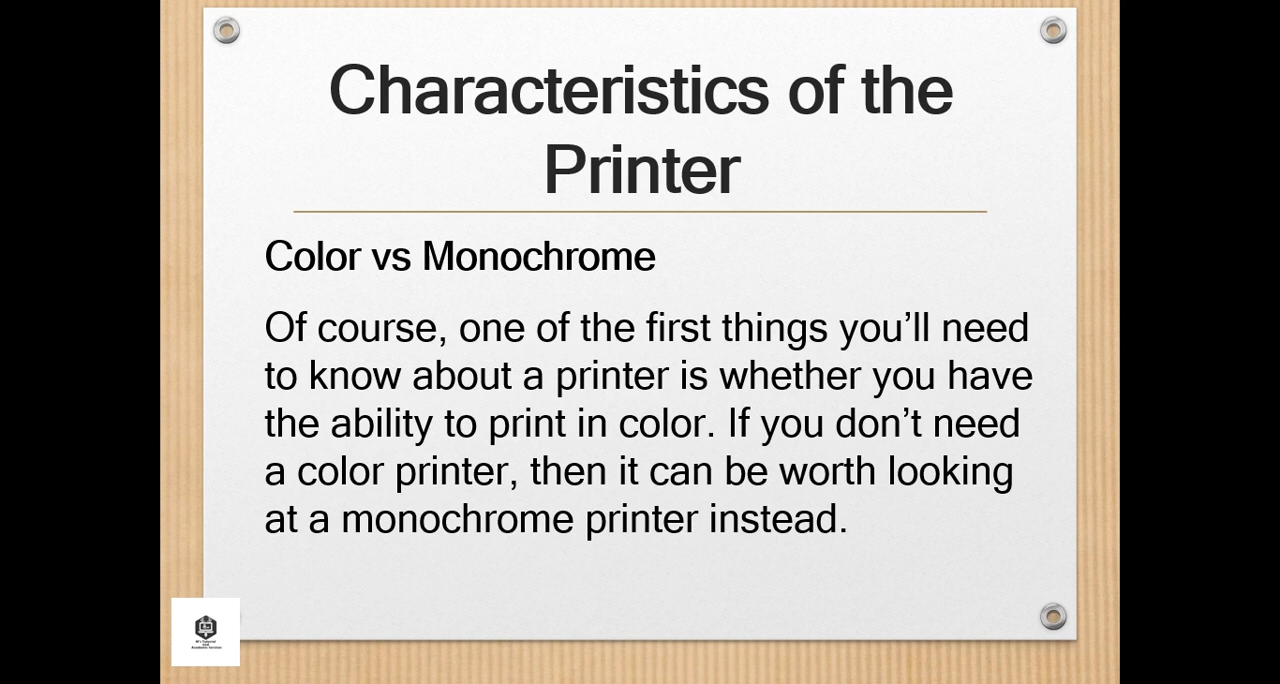 Characteristics of the
Printer
Color vs Monochrome
Of course, one of the first things you’ll need
to know about a printer is whether you have
the ability to print in color. If you don’t need
a color printer, then it can be worth looking
at a monochrome printer instead.
Academic Services